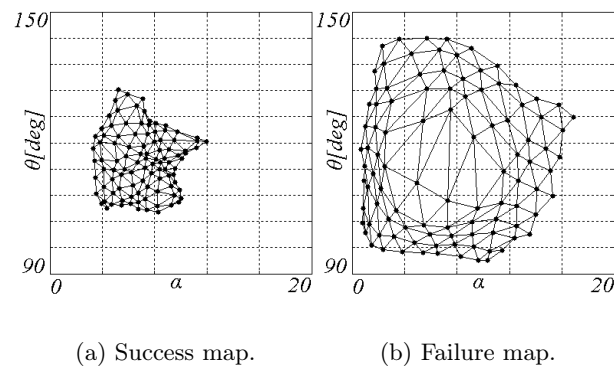 150
θ[deg]
90
0
α
20
150
θ[deg]
90
0
α
20
(a) Success map.
(b) Failure map.